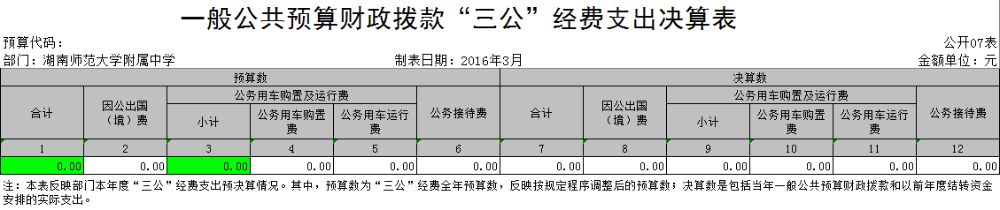 一般公共预算财政拨款“三公”经费支出决算表
预算代码：
公开07表
部门：湖南师范大学附属中学 制表日期：2016年3月 金额单位：元
预算数 决算数
合计 因公出国（境）费 公务用车购置及运行费 公务接待费 合计 因公出国（境）费 公务用车购置及运行费 公务接待费
小计 公务用车购置费 公务用车运行费 小计 公务用车购置费 公务用车运行费
1 2 3 4 5 6 7 8 9 10 11 12
0.00 0.00 0.00 0.00 0.00 0.00 0.00 0.00 0.00 0.00 0.00 0.00
注：本表反映部门本年度“三公”经费支出预决算情况。其中，预算数为“三公”经费全年预算数，反映按规定程序调整后的预算数；决算数是包括当年一般公共预算财政拨款和以前年度结转资金
安排的实际支出。